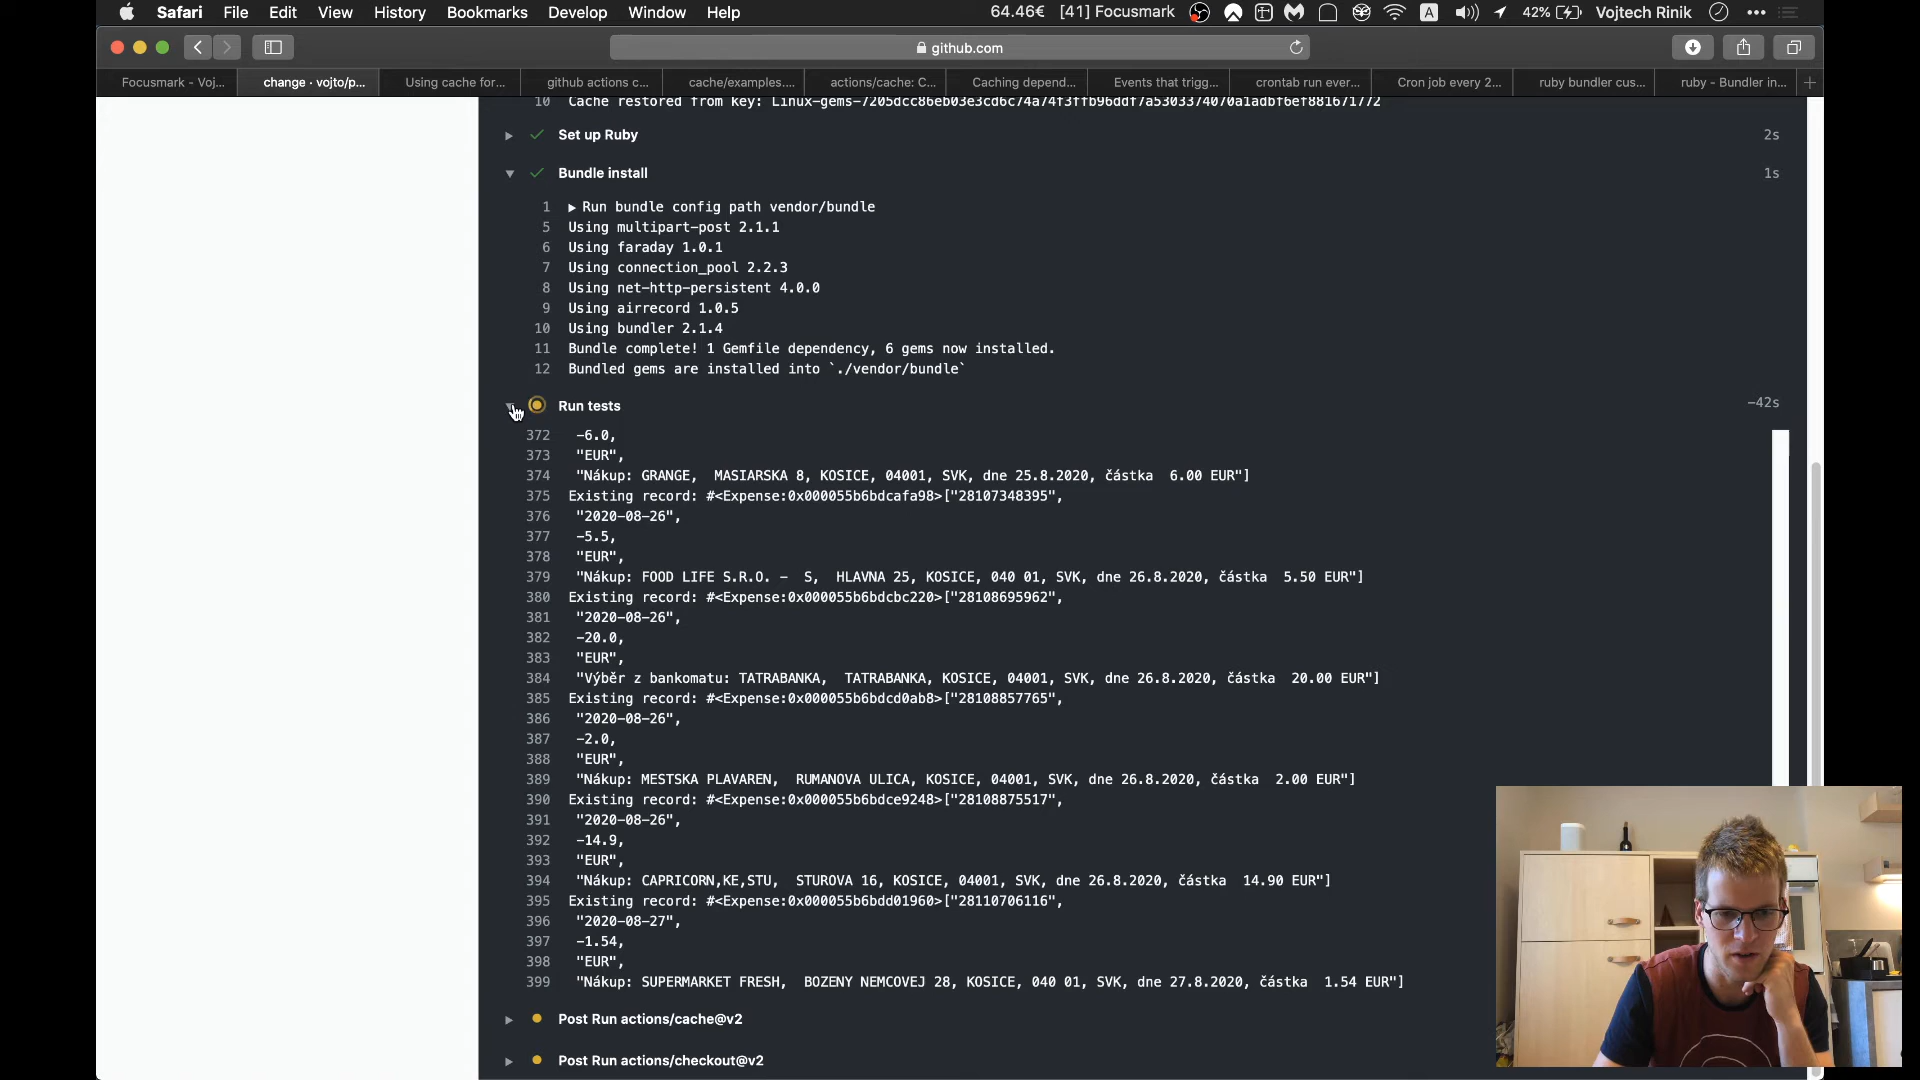 Safari File Edit View History Bookmarks Develop Window Help 64.46€ [41] Focusmark A 42% Vojtech Rinik
github.com
Focusmark - Voj... change · vojto/p... Using cache for... github actions c... cache/examples.... actions/cache: C... Caching depend... Events that trigg... crontab run ever... Cron job every 2... ruby bundler cus... ruby - Bundler in...
10 Cache restored from key: Linux-gems-7205dcc86eb03e3cd6c74a74f3ffb96ddf7a5303374070a1adbf6ef881671772
Set up Ruby 2s
Bundle install 1s
1 Run bundle config path vendor/bundle
5 Using multipart-post 2.1.1
6 Using faraday 1.0.1
7 Using connection_pool 2.2.3
8 Using net-http-persistent 4.0.0
9 Using airrecord 1.0.5
10 Using bundler 2.1.4
11 Bundle complete! 1 Gemfile dependency, 6 gems now installed.
12 Bundled gems are installed into `./vendor/bundle`
Run tests -42s
372 -6.0,
373 "EUR",
374 "Nákup: GRANGE, MASIARSKA 8, KOSICE, 04001, SVK, dne 25.8.2020, částka 6.00 EUR"]
375 Existing record: #<Expense:0x000055b6bdcafa98>["28107348395",
376 "2020-08-26",
377 -5.5,
378 "EUR",
379 "Nákup: FOOD LIFE S.R.O. - S, HLAVNA 25, KOSICE, 040 01, SVK, dne 26.8.2020, částka 5.50 EUR"]
380 Existing record: #<Expense:0x000055b6bdcbc220>["28108695962",
381 "2020-08-26",
382 -20.0,
383 "EUR",
384 "Výběr z bankomatu: TATRABANKA, TATRABANKA, KOSICE, 04001, SVK, dne 26.8.2020, částka 20.00 EUR"]
385 Existing record: #<Expense:0x000055b6bdcd0ab8>["28108857765",
386 "2020-08-26",
387 -2.0,
388 "EUR",
389 "Nákup: MESTSKA PLAVAREN, RUMANOVA ULICA, KOSICE, 04001, SVK, dne 26.8.2020, částka 2.00 EUR"]
390 Existing record: #<Expense:0x000055b6bdce9248>["28108875517",
391 "2020-08-26",
392 -14.9,
393 "EUR",
394 "Nákup: CAPRICORN,KE,STU, STUROVA 16, KOSICE, 04001, SVK, dne 26.8.2020, částka 14.90 EUR"]
395 Existing record: #<Expense:0x000055b6bdd01960>["28110706116",
396 "2020-08-27",
397 -1.54,
398 "EUR",
399 "Nákup: SUPERMARKET FRESH, BOZENY NEMCOVEJ 28, KOSICE, 040 01, SVK, dne 27.8.2020, částka 1.54 EUR"]
Post Run actions/cache@v2
Post Run actions/checkout@v2